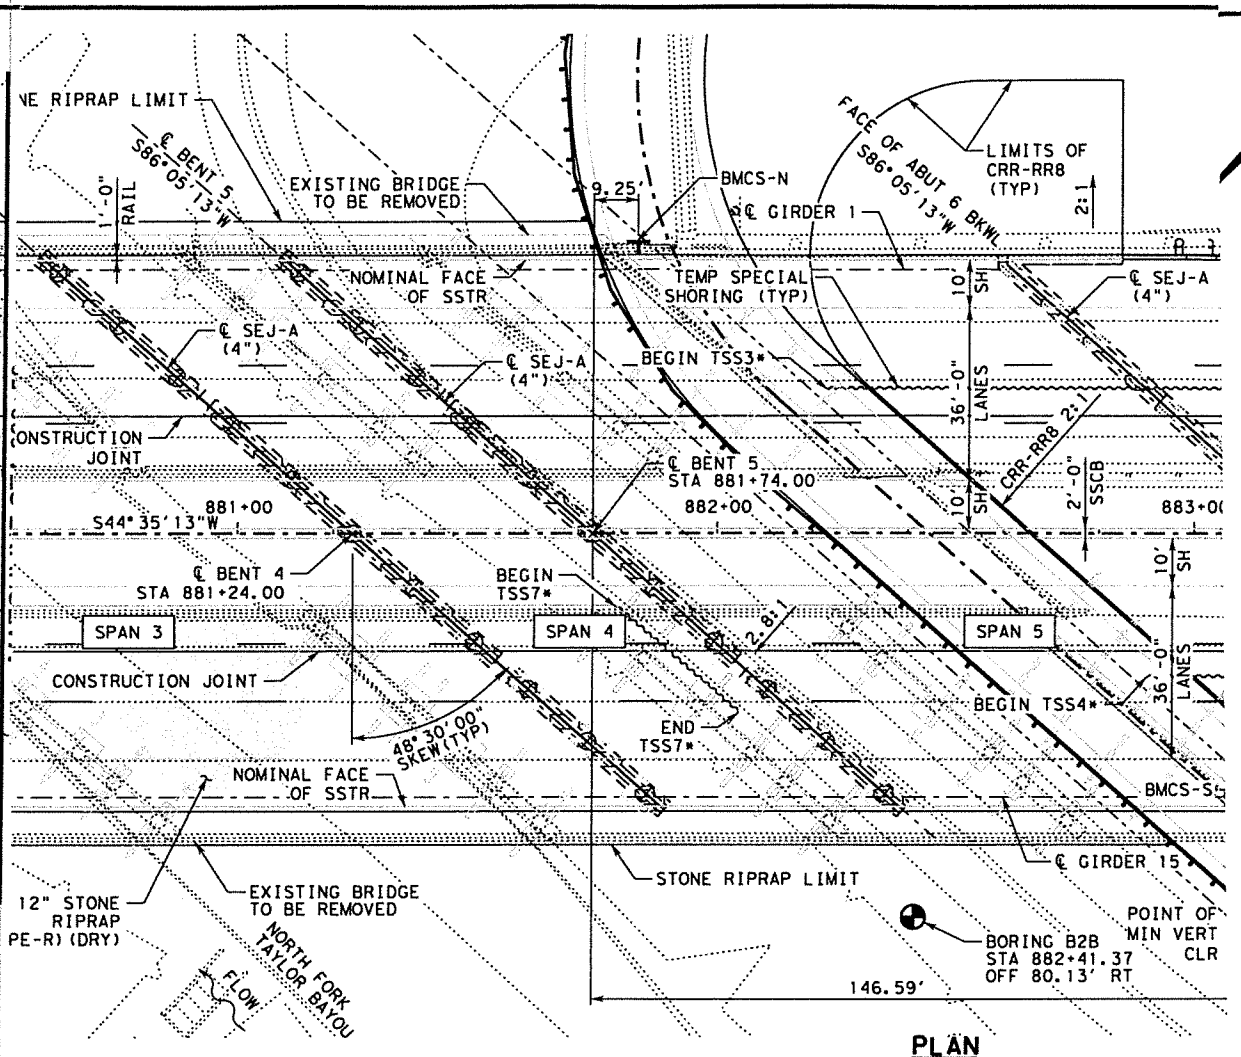 NE RIPRAP LIMIT
℄ BENT 5
S86°05'13"W
1'-0"
RAIL
EXISTING BRIDGE
TO BE REMOVED
9.25'
BMCS-N
℄ GIRDER 1
FACE OF ABUT 6 BKWL
S86°05'13"W
LIMITS OF
CRR-RR8
(TYP)
2:1
NOMINAL FACE
OF SSTR
TEMP SPECIAL
SHORING (TYP)
10'
SH
℄ SEJ-A
(4")
℄ SEJ-A
(4")
℄ SEJ-A
(4")
BEGIN TSS3*
36'-0"
LANES
ONSTRUCTION
JOINT
CRR-RR8 2:1
℄ BENT 5
STA 881+74.00
10'
SH
2'-0"
SSCB
881+00
882+00
883+00
S44°35'13"W
℄ BENT 4
STA 881+24.00
BEGIN
TSS7*
10'
SH
SPAN 3
SPAN 4
SPAN 5
2.8:1
CONSTRUCTION JOINT
36'-0"
LANES
BEGIN TSS4*
48°30'00"
SKEW(TYP)
END
TSS7*
NOMINAL FACE
OF SSTR
BMCS-S
℄ GIRDER 15
STONE RIPRAP LIMIT
12" STONE
RIPRAP
PE-R)(DRY)
EXISTING BRIDGE
TO BE REMOVED
NORTH FORK
TAYLOR BAYOU
FLOW
BORING B2B
STA 882+41.37
OFF 80.13' RT
POINT OF
MIN VERT
CLR
146.59'
PLAN